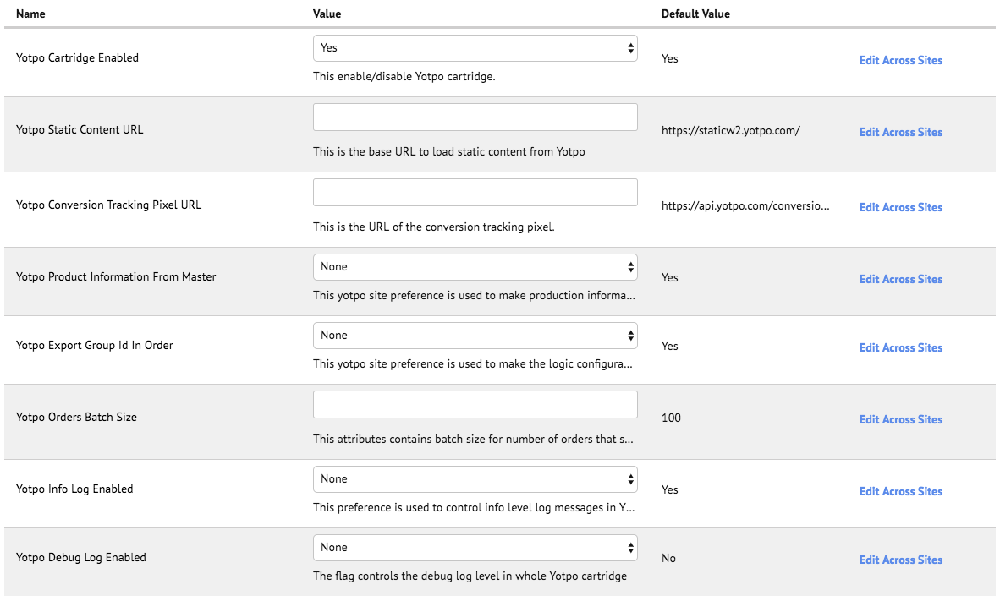 Name Value Default Value
Yotpo Cartridge Enabled Yes Yes Edit Across Sites
This enable/disable Yotpo cartridge.
Yotpo Static Content URL https://staticw2.yotpo.com/ Edit Across Sites
This is the base URL to load static content from Yotpo
Yotpo Conversion Tracking Pixel URL https://api.yotpo.com/conversio... Edit Across Sites
This is the URL of the conversion tracking pixel.
Yotpo Product Information From Master None Yes Edit Across Sites
This yotpo site preference is used to make production informa...
Yotpo Export Group Id In Order None Yes Edit Across Sites
This yotpo site preference is used to make the logic configura...
Yotpo Orders Batch Size 100 Edit Across Sites
This attributes contains batch size for number of orders that s...
Yotpo Info Log Enabled None Yes Edit Across Sites
This preference is used to control info level log messages in Y...
Yotpo Debug Log Enabled None No Edit Across Sites
The flag controls the debug log level in whole Yotpo cartridge